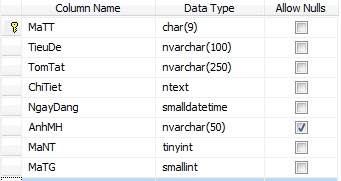 Column Name Data Type Allow Nulls
MaTT char(9)
TieuDe nvarchar(100)
TomTat nvarchar(250)
ChiTiet ntext
NgayDang smalldatetime
AnhMH nvarchar(50)
MaNT tinyint
MaTG smallint